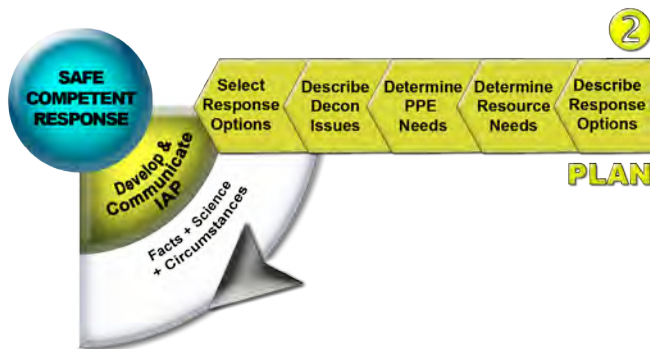 2
SAFE
COMPETENT
RESPONSE
Select
Response
Options
Describe
Decon
Issues
Determine
PPE
Needs
Determine
Resource
Needs
Describe
Response
Options
PLAN
Develop &
Communicate
IAP
Facts + Science
+ Circumstances